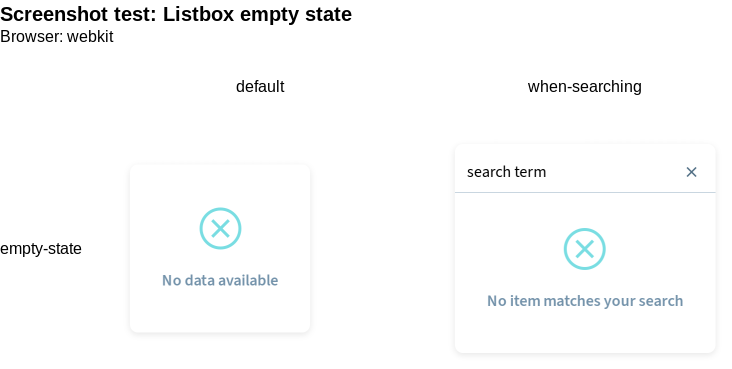 Screenshot test: Listbox empty state
Browser: webkit
default
when-searching
empty-state
No data available
search term
No item matches your search